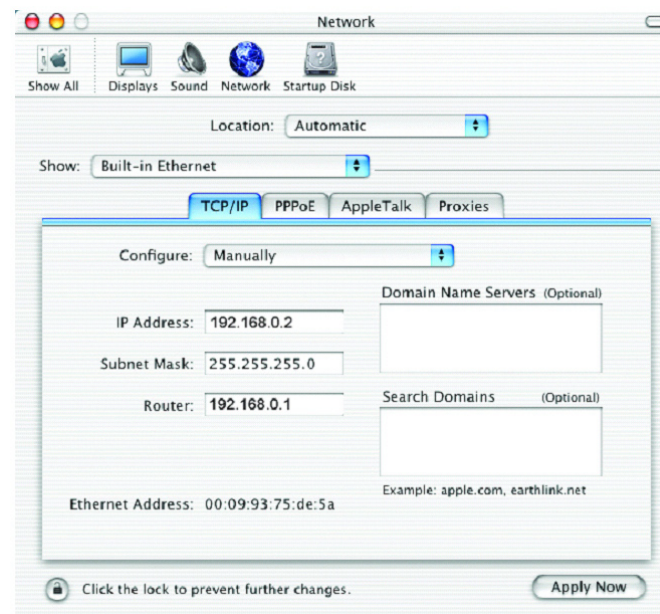 Network
Show All Displays Sound Network Startup Disk
Location: Automatic
Show: Built-in Ethernet
TCP/IP PPPoE AppleTalk Proxies
Configure: Manually
Domain Name Servers (Optional)
IP Address: 192.168.0.2
Subnet Mask: 255.255.255.0
Router: 192.168.0.1
Search Domains (Optional)
Example: apple.com, earthlink.net
Ethernet Address: 00:09:93:75:de:5a
Click the lock to prevent further changes.
Apply Now